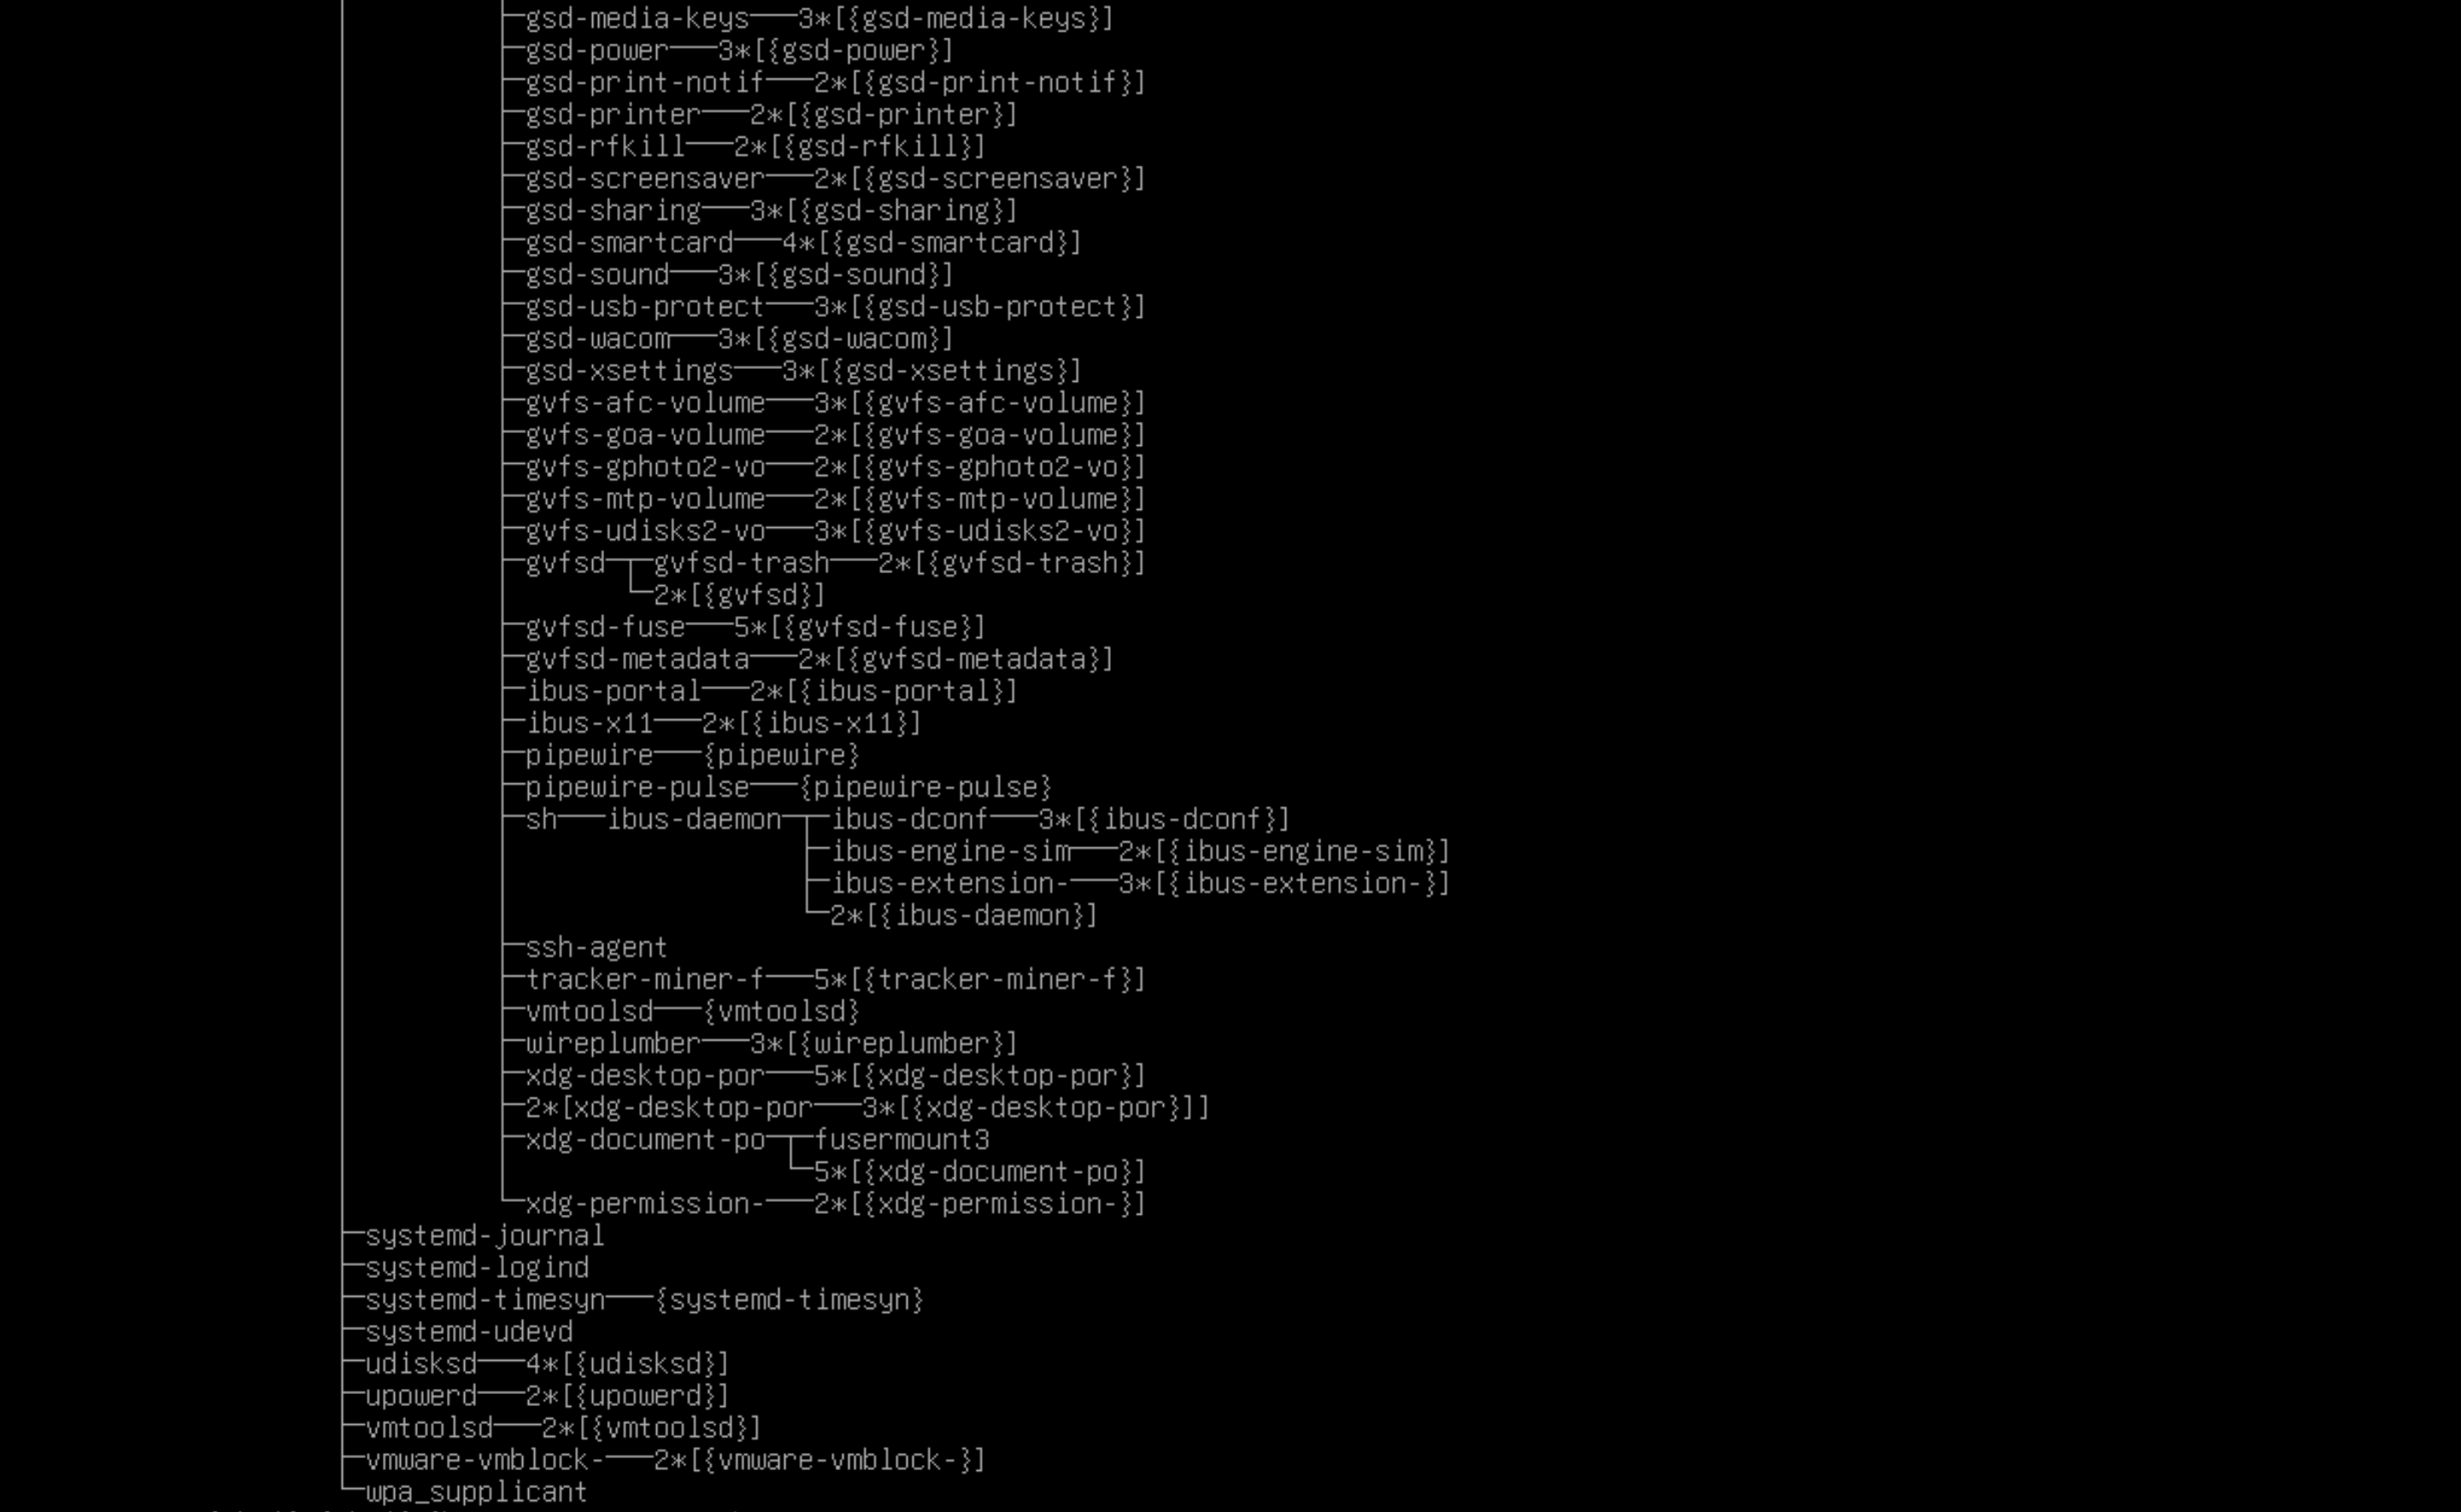 ├─gsd-media-keys───3*[{gsd-media-keys}]
├─gsd-power───3*[{gsd-power}]
├─gsd-print-notif───2*[{gsd-print-notif}]
├─gsd-printer───2*[{gsd-printer}]
├─gsd-rfkill───2*[{gsd-rfkill}]
├─gsd-screensaver───2*[{gsd-screensaver}]
├─gsd-sharing───3*[{gsd-sharing}]
├─gsd-smartcard───4*[{gsd-smartcard}]
├─gsd-sound───3*[{gsd-sound}]
├─gsd-usb-protect───3*[{gsd-usb-protect}]
├─gsd-wacom───3*[{gsd-wacom}]
├─gsd-xsettings───3*[{gsd-xsettings}]
├─gvfs-afc-volume───3*[{gvfs-afc-volume}]
├─gvfs-goa-volume───2*[{gvfs-goa-volume}]
├─gvfs-gphoto2-vo───2*[{gvfs-gphoto2-vo}]
├─gvfs-mtp-volume───2*[{gvfs-mtp-volume}]
├─gvfs-udisks2-vo───3*[{gvfs-udisks2-vo}]
├─gvfsd─┬─gvfsd-trash───2*[{gvfsd-trash}]
│       └─2*[{gvfsd}]
├─gvfsd-fuse───5*[{gvfsd-fuse}]
├─gvfsd-metadata───2*[{gvfsd-metadata}]
├─ibus-portal───2*[{ibus-portal}]
├─ibus-x11───2*[{ibus-x11}]
├─pipewire───{pipewire}
├─pipewire-pulse───{pipewire-pulse}
├─sh───ibus-daemon─┬─ibus-dconf───3*[{ibus-dconf}]
│                  ├─ibus-engine-sim───2*[{ibus-engine-sim}]
│                  ├─ibus-extension-───3*[{ibus-extension-}]
│                  └─2*[{ibus-daemon}]
├─ssh-agent
├─tracker-miner-f───5*[{tracker-miner-f}]
├─vmtoolsd───{vmtoolsd}
├─wireplumber───3*[{wireplumber}]
├─xdg-desktop-por───5*[{xdg-desktop-por}]
├─2*[xdg-desktop-por───3*[{xdg-desktop-por}]]
├─xdg-document-po─┬─fusermount3
│                 └─5*[{xdg-document-po}]
└─xdg-permission-───2*[{xdg-permission-}]
├─systemd-journal
├─systemd-logind
├─systemd-timesyn───{systemd-timesyn}
├─systemd-udevd
├─udisksd───4*[{udisksd}]
├─upowerd───2*[{upowerd}]
├─vmtoolsd───2*[{vmtoolsd}]
├─vmware-vmblock-───2*[{vmware-vmblock-}]
└─wpa_supplicant